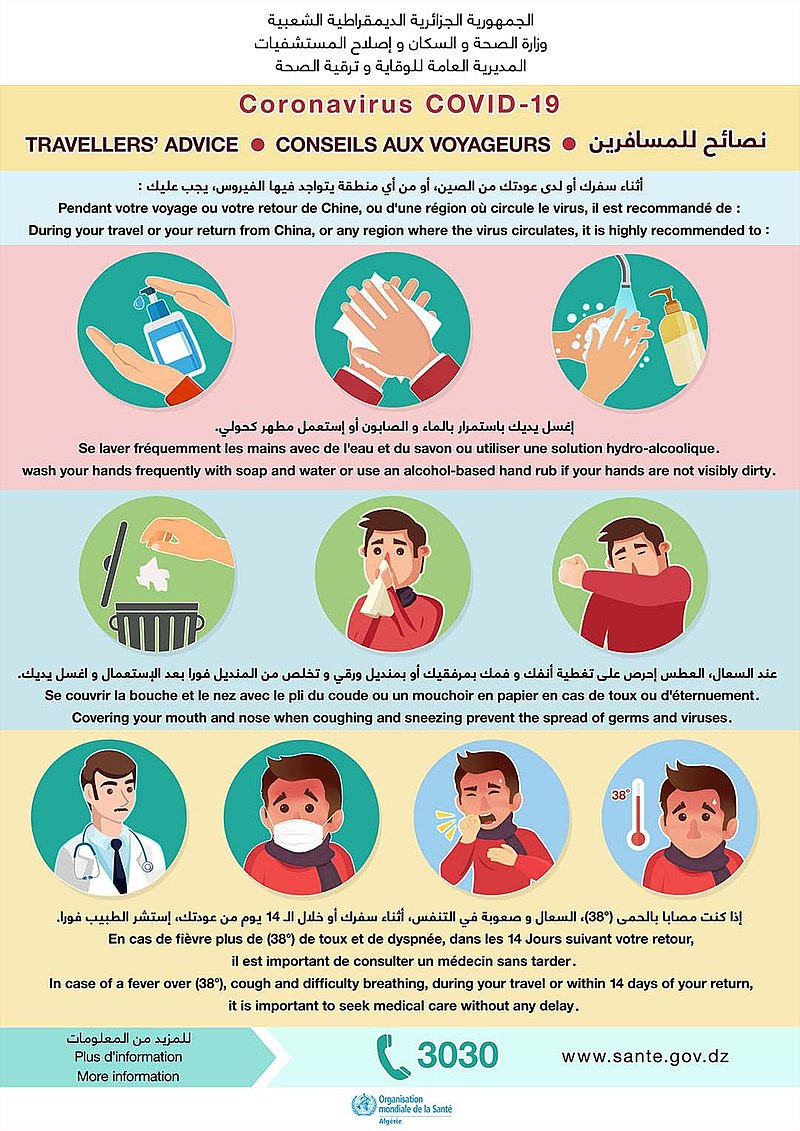 الجمهورية الجزائرية الديمقراطية الشعبية
وزارة الصحة و السكان و إصلاح المستشفيات
المديرية العامة للوقاية و ترقية الصحة
Coronavirus COVID-19
TRAVELLERS' ADVICE ● CONSEILS AUX VOYAGEURS ● نصائح للمسافرين
أثناء سفرك أو لدى عودتك من الصين، أو من أي منطقة يتواجد فيها الفيروس، يجب عليك :
Pendant votre voyage ou votre retour de Chine, ou d'une région où circule le virus, il est recommandé de :
During your travel or your return from China, or any region where the virus circulates, it is highly recommended to :
إغسل يديك باستمرار بالماء و الصابون أو إستعمل مطهر كحولي.
Se laver fréquemment les mains avec de l'eau et du savon ou utiliser une solution hydro-alcoolique.
wash your hands frequently with soap and water or use an alcohol-based hand rub if your hands are not visibly dirty.
عند السعال، العطس إحرص على تغطية أنفك و فمك بمرفقيك أو بمنديل ورقي و تخلص من المنديل فورا بعد الإستعمال و اغسل يديك.
Se couvrir la bouche et le nez avec le pli du coude ou un mouchoir en papier en cas de toux ou d'éternuement.
Covering your mouth and nose when coughing and sneezing prevent the spread of germs and viruses.
38°
إذا كنت مصابا بالحمى (38°)، السعال و صعوبة في التنفس، أثناء سفرك أو خلال الـ 14 يوم من عودتك، إستشر الطبيب فورا.
En cas de fièvre plus de (38°) de toux et de dyspnée, dans les 14 Jours suivant votre retour,
il est important de consulter un médecin sans tarder.
In case of a fever over (38°), cough and difficulty breathing, during your travel or within 14 days of your return,
it is important to seek medical care without any delay.
للمزيد من المعلومات
Plus d'information
More information
3030
www.sante.gov.dz
Organisation
mondiale de la Santé
Algérie